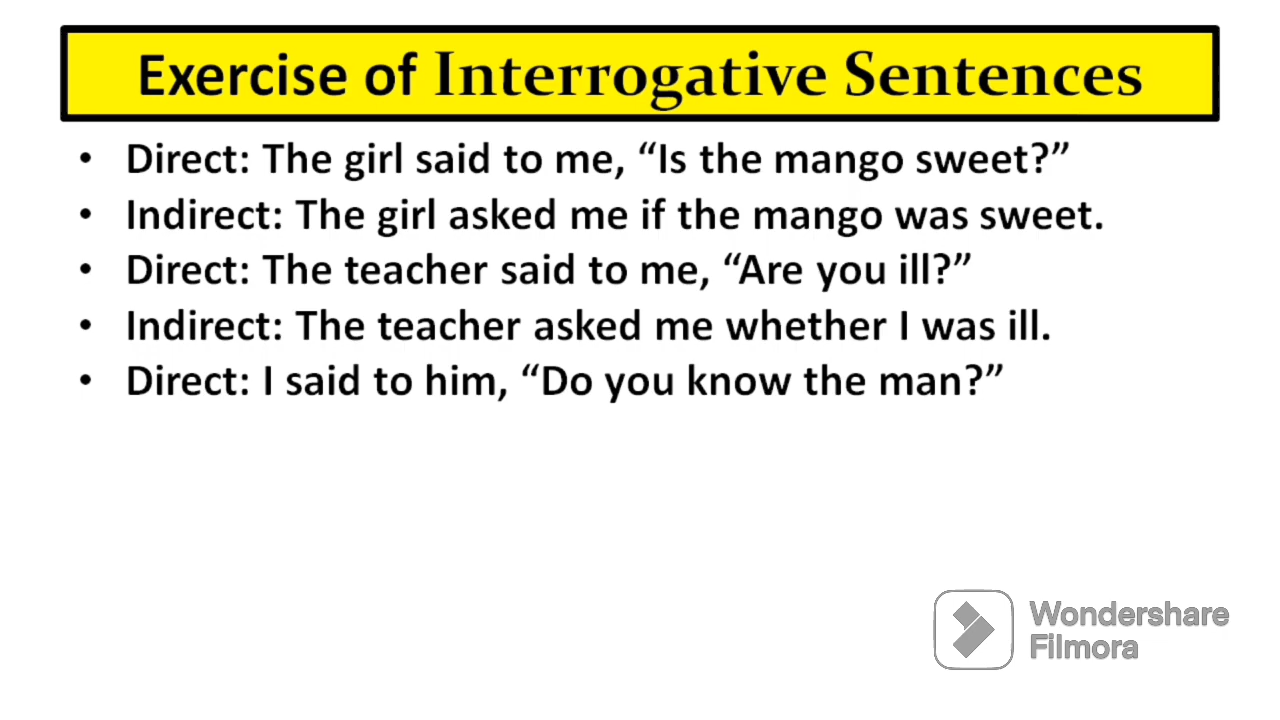 Exercise of Interrogative Sentences
• Direct: The girl said to me, “Is the mango sweet?”
• Indirect: The girl asked me if the mango was sweet.
• Direct: The teacher said to me, “Are you ill?”
• Indirect: The teacher asked me whether I was ill.
• Direct: I said to him, “Do you know the man?”
Wondershare
Filmora